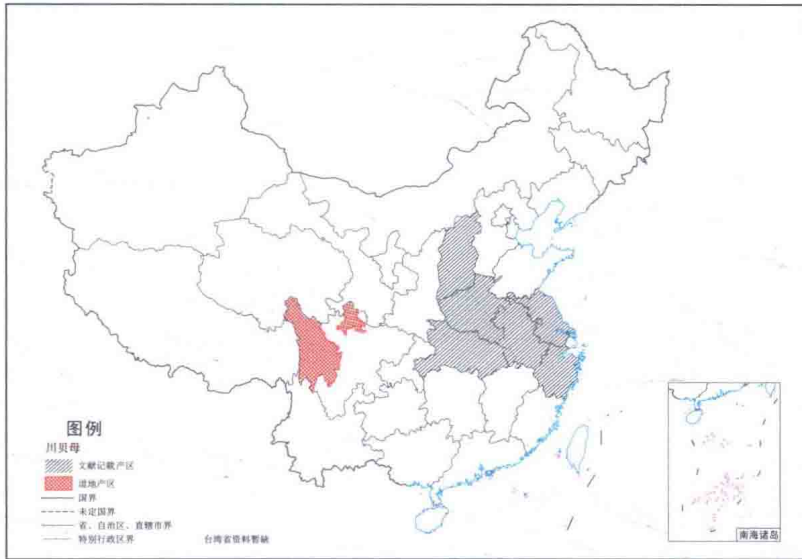 图例
川贝母
文献记载产区
道地产区
国界
未定国界
省、自治区、直辖市界
特别行政区界
台湾省资料暂缺
南海诸岛